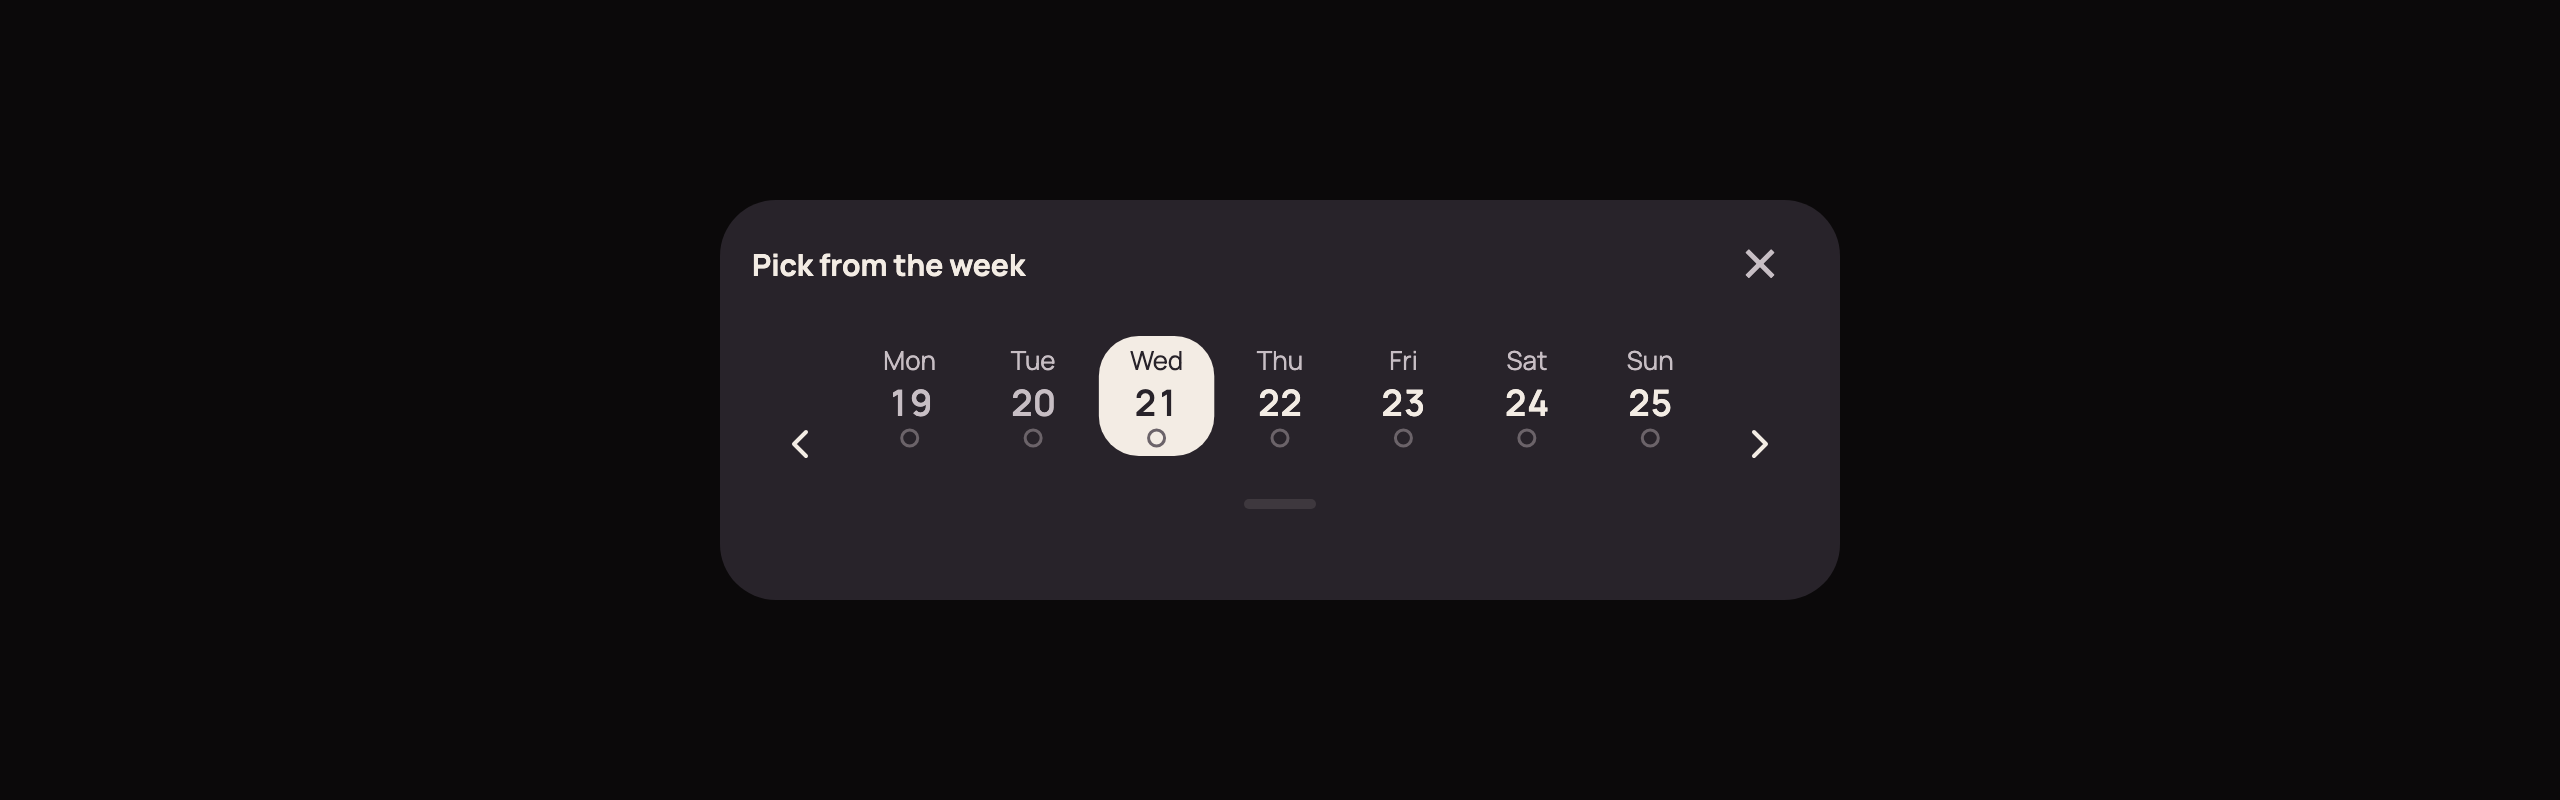 Pick from the week
Mon Tue Wed Thu Fri Sat Sun
19 20 21 22 23 24 25